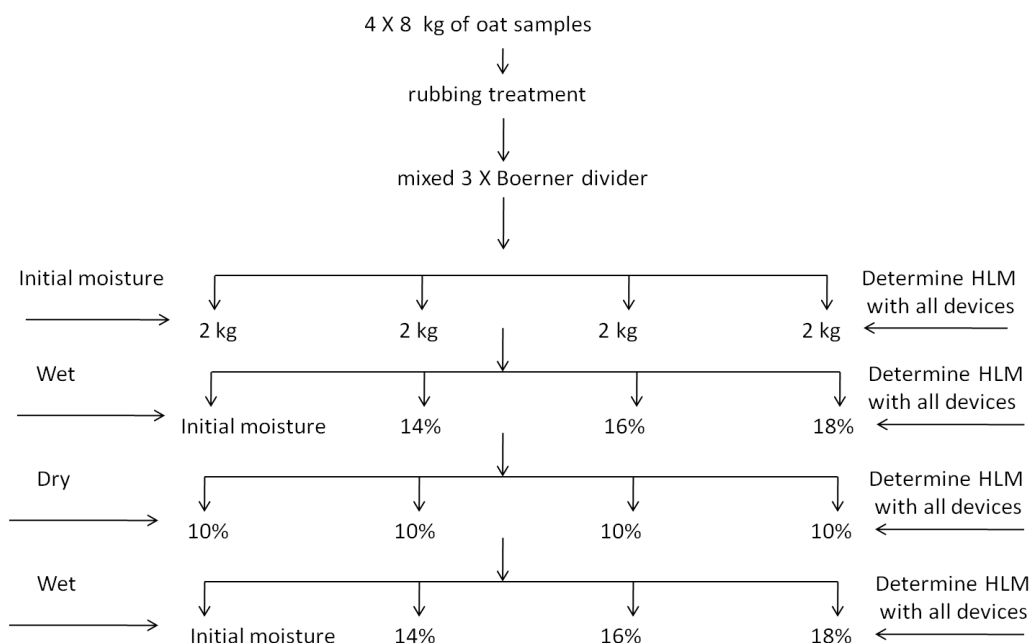 4 X 8 kg of oat samples
rubbing treatment
mixed 3 X Boerner divider
Initial moisture
Determine HLM
with all devices
2 kg 2 kg 2 kg 2 kg
Wet
Determine HLM
with all devices
Initial moisture 14% 16% 18%
Dry
Determine HLM
with all devices
10% 10% 10% 10%
Wet
Determine HLM
with all devices
Initial moisture 14% 16% 18%